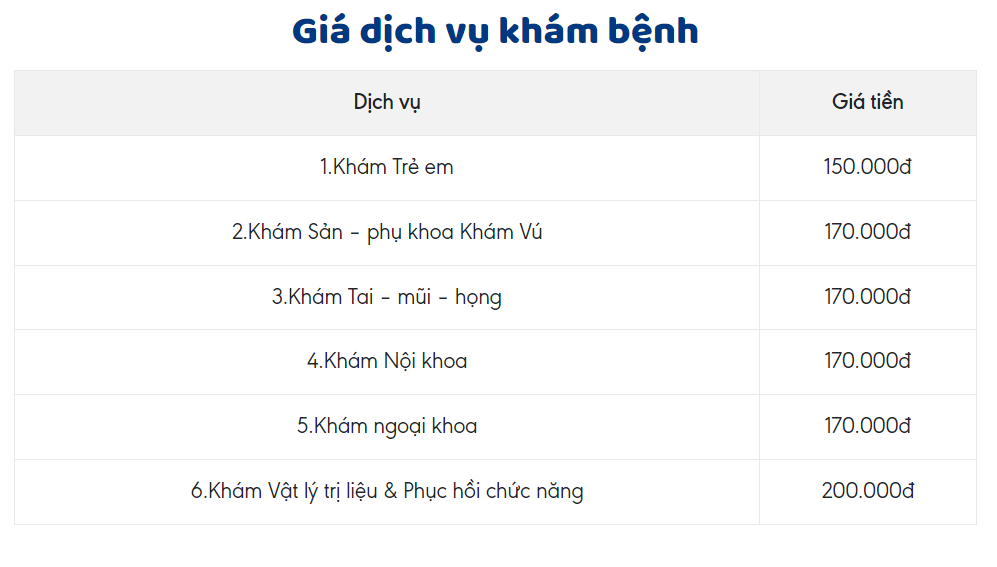 Giá dịch vụ khám bệnh
Dịch vụ Giá tiền
1.Khám Trẻ em 150.000đ
2.Khám Sản – phụ khoa Khám Vú 170.000đ
3.Khám Tai – mũi – họng 170.000đ
4.Khám Nội khoa 170.000đ
5.Khám ngoại khoa 170.000đ
6.Khám Vật lý trị liệu & Phục hồi chức năng 200.000đ